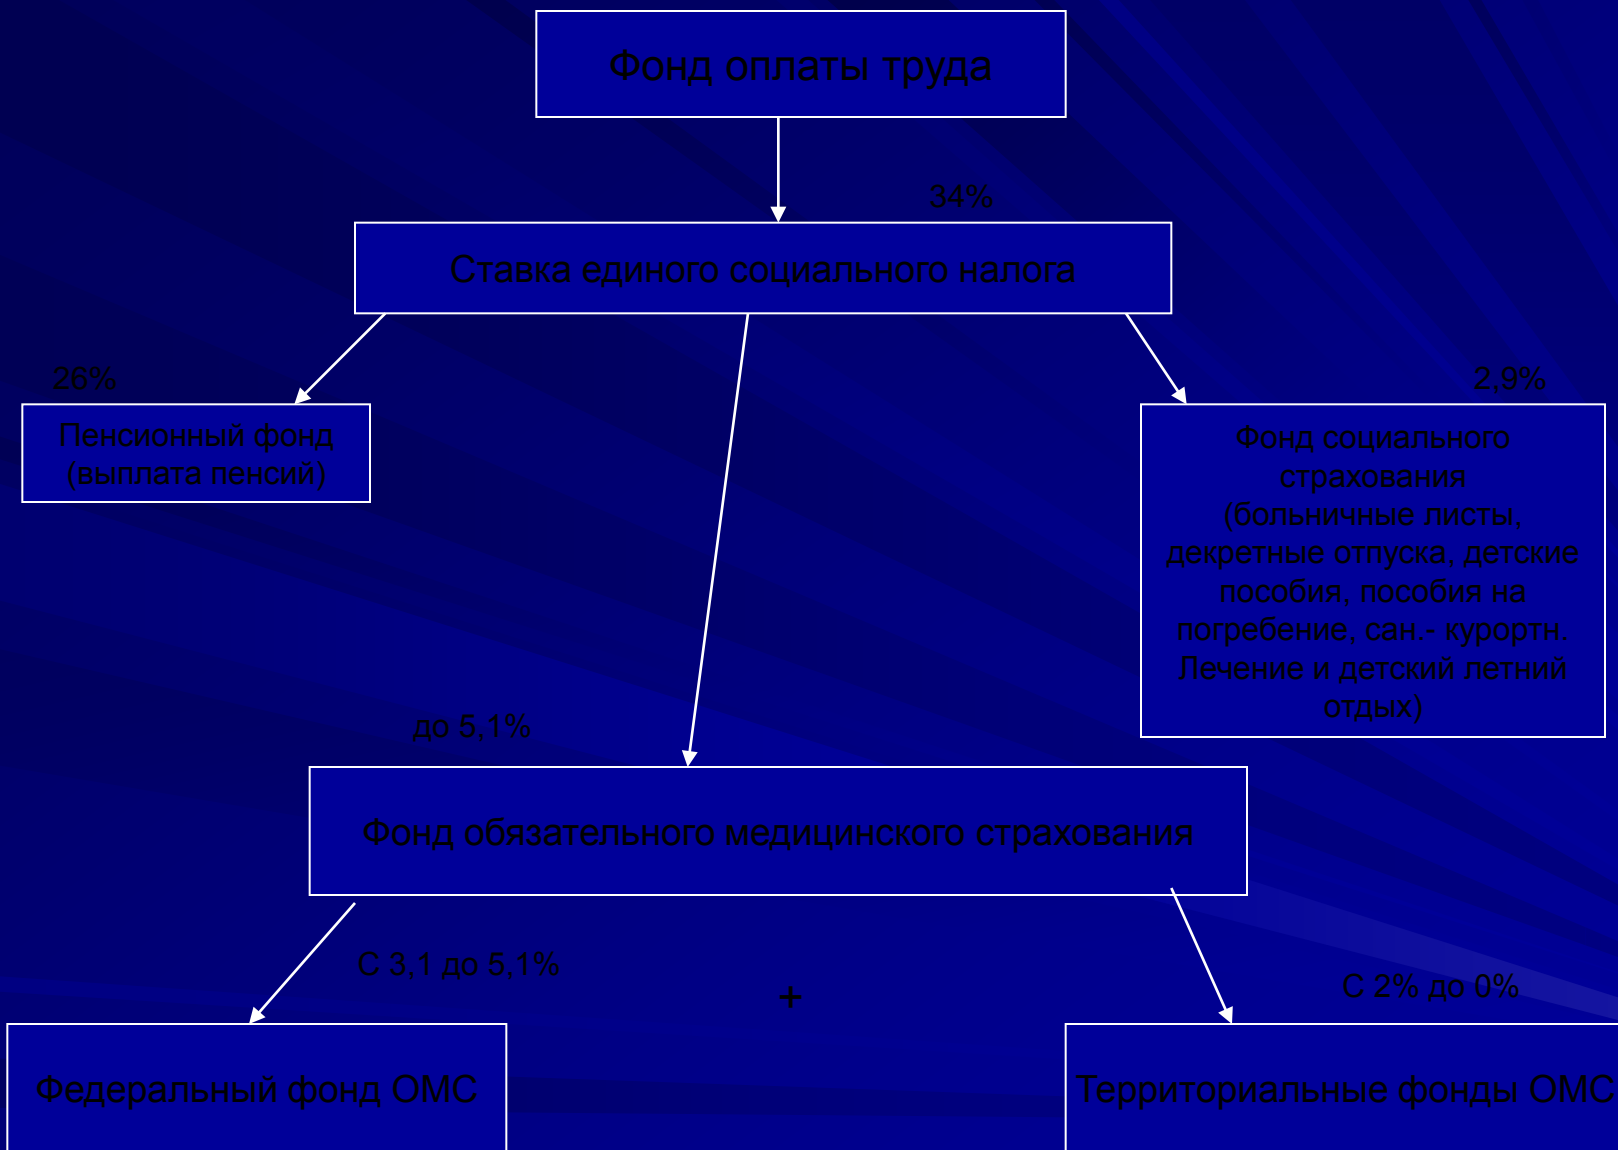 Фонд оплаты труда
34%
Ставка единого социального налога
26%
2,9%
Пенсионный фонд
(выплата пенсий)
Фонд социального
страхования
(больничные листы,
декретные отпуска, детские
пособия, пособия на
погребение, сан.- курортн.
Лечение и детский летний
отдых)
до 5,1%
Фонд обязательного медицинского страхования
С 3,1 до 5,1%
+
С 2% до 0%
Федеральный фонд ОМС
Территориальные фонды ОМС